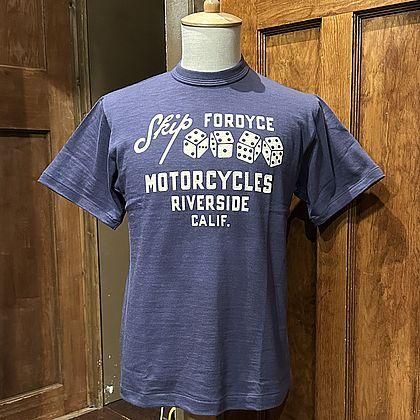 Skip FORDYCE
MOTORCYCLES
RIVERSIDE
CALIF.